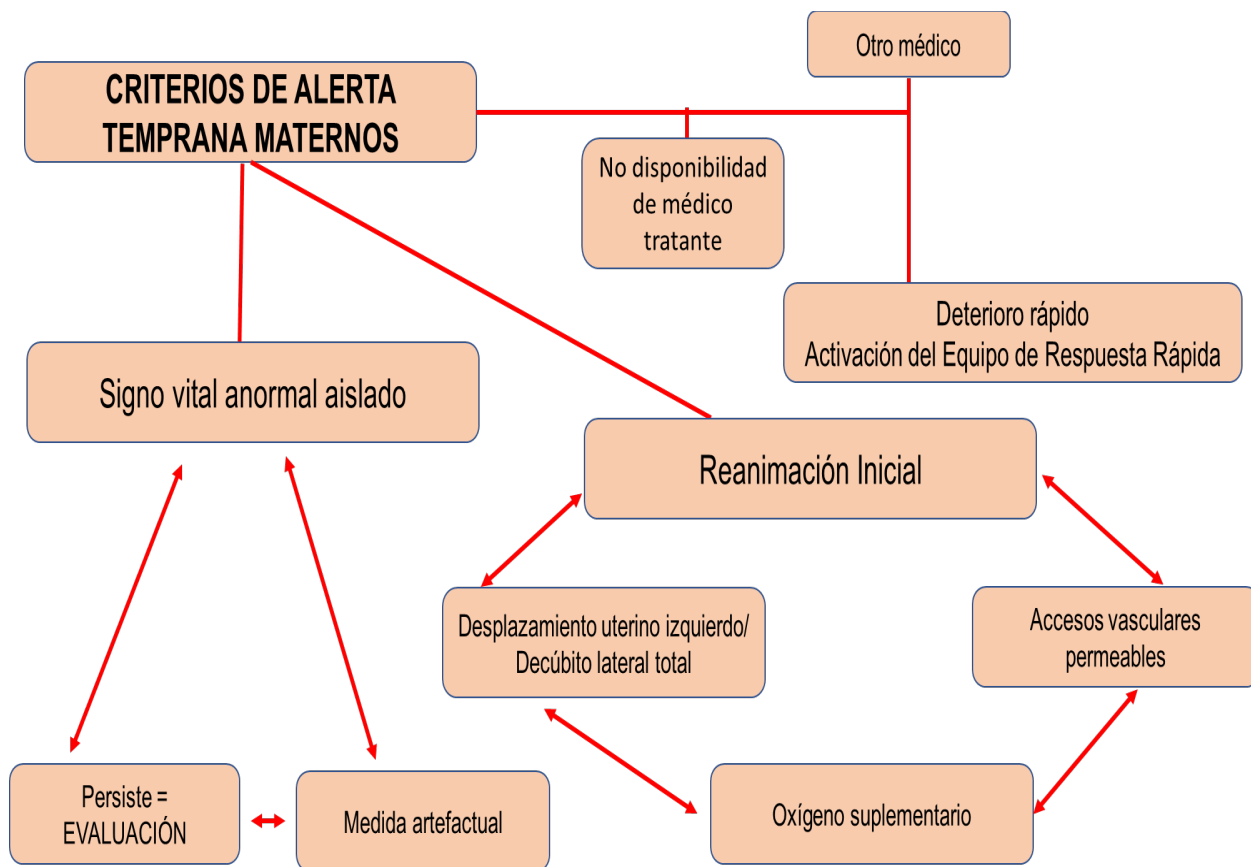 Otro médico
CRITERIOS DE ALERTA
TEMPRANA MATERNOS
No disponibilidad
de médico
tratante
Deterioro rápido
Activación del Equipo de Respuesta Rápida
Signo vital anormal aislado
Reanimación Inicial
Desplazamiento uterino izquierdo/
Decúbito lateral total
Accesos vasculares
permeables
Persiste =
EVALUACIÓN
Medida artefactual
Oxígeno suplementario